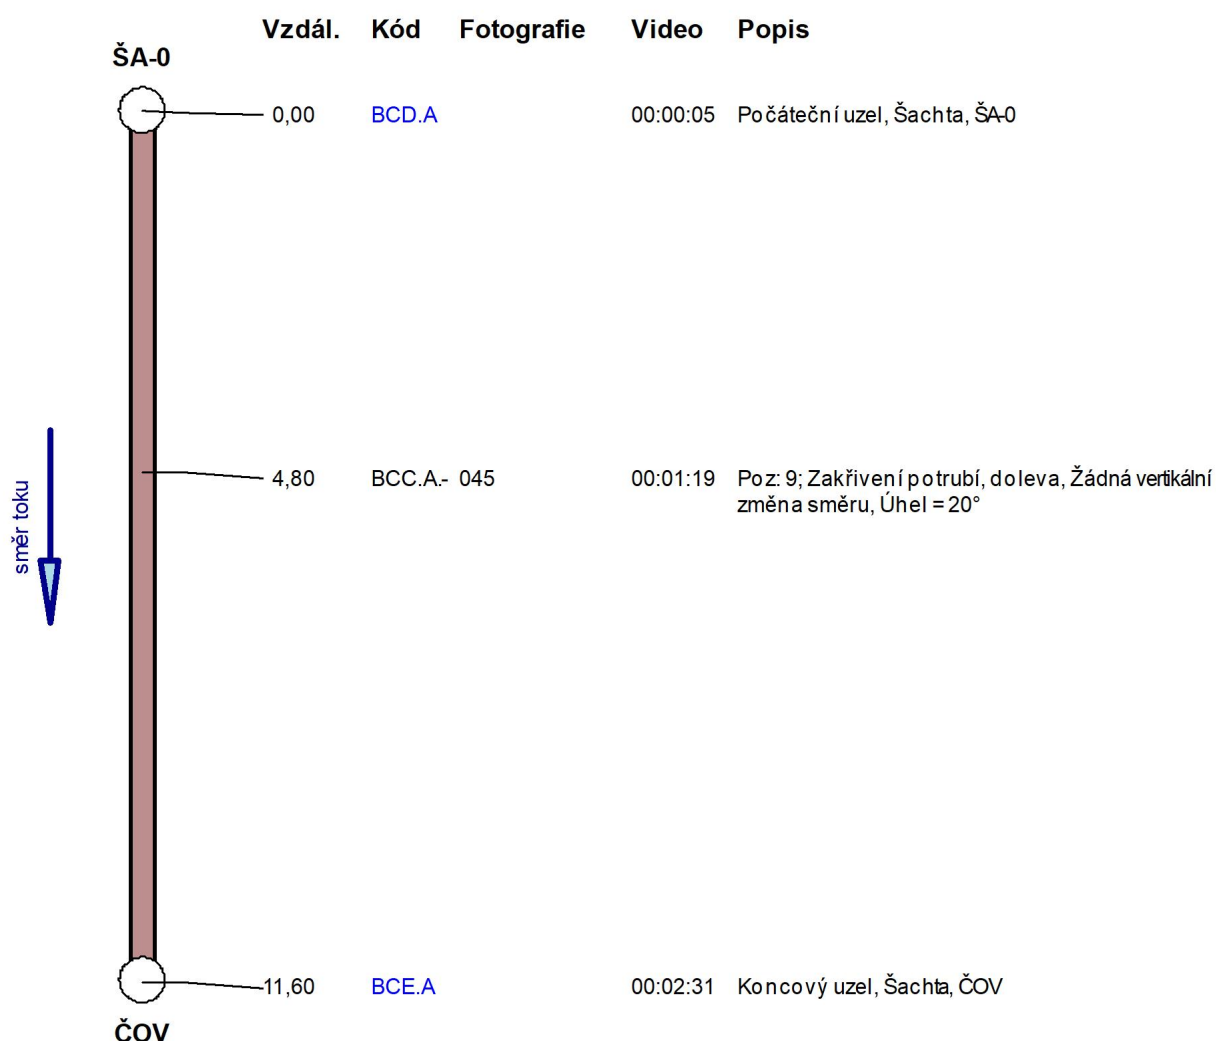 Vzdál. Kód Fotografie Video Popis
ŠA-0
0,00 BCD.A 00:00:05 Počáteční uzel, Šachta, ŠA-0
4,80 BCC.A.- 045 00:01:19 Poz: 9; Zakřivení potrubí, doleva, Žádná vertikální
změna směru, Úhel = 20°
směr toku
11,60 BCE.A 00:02:31 Koncový uzel, Šachta, ČOV
ČOV